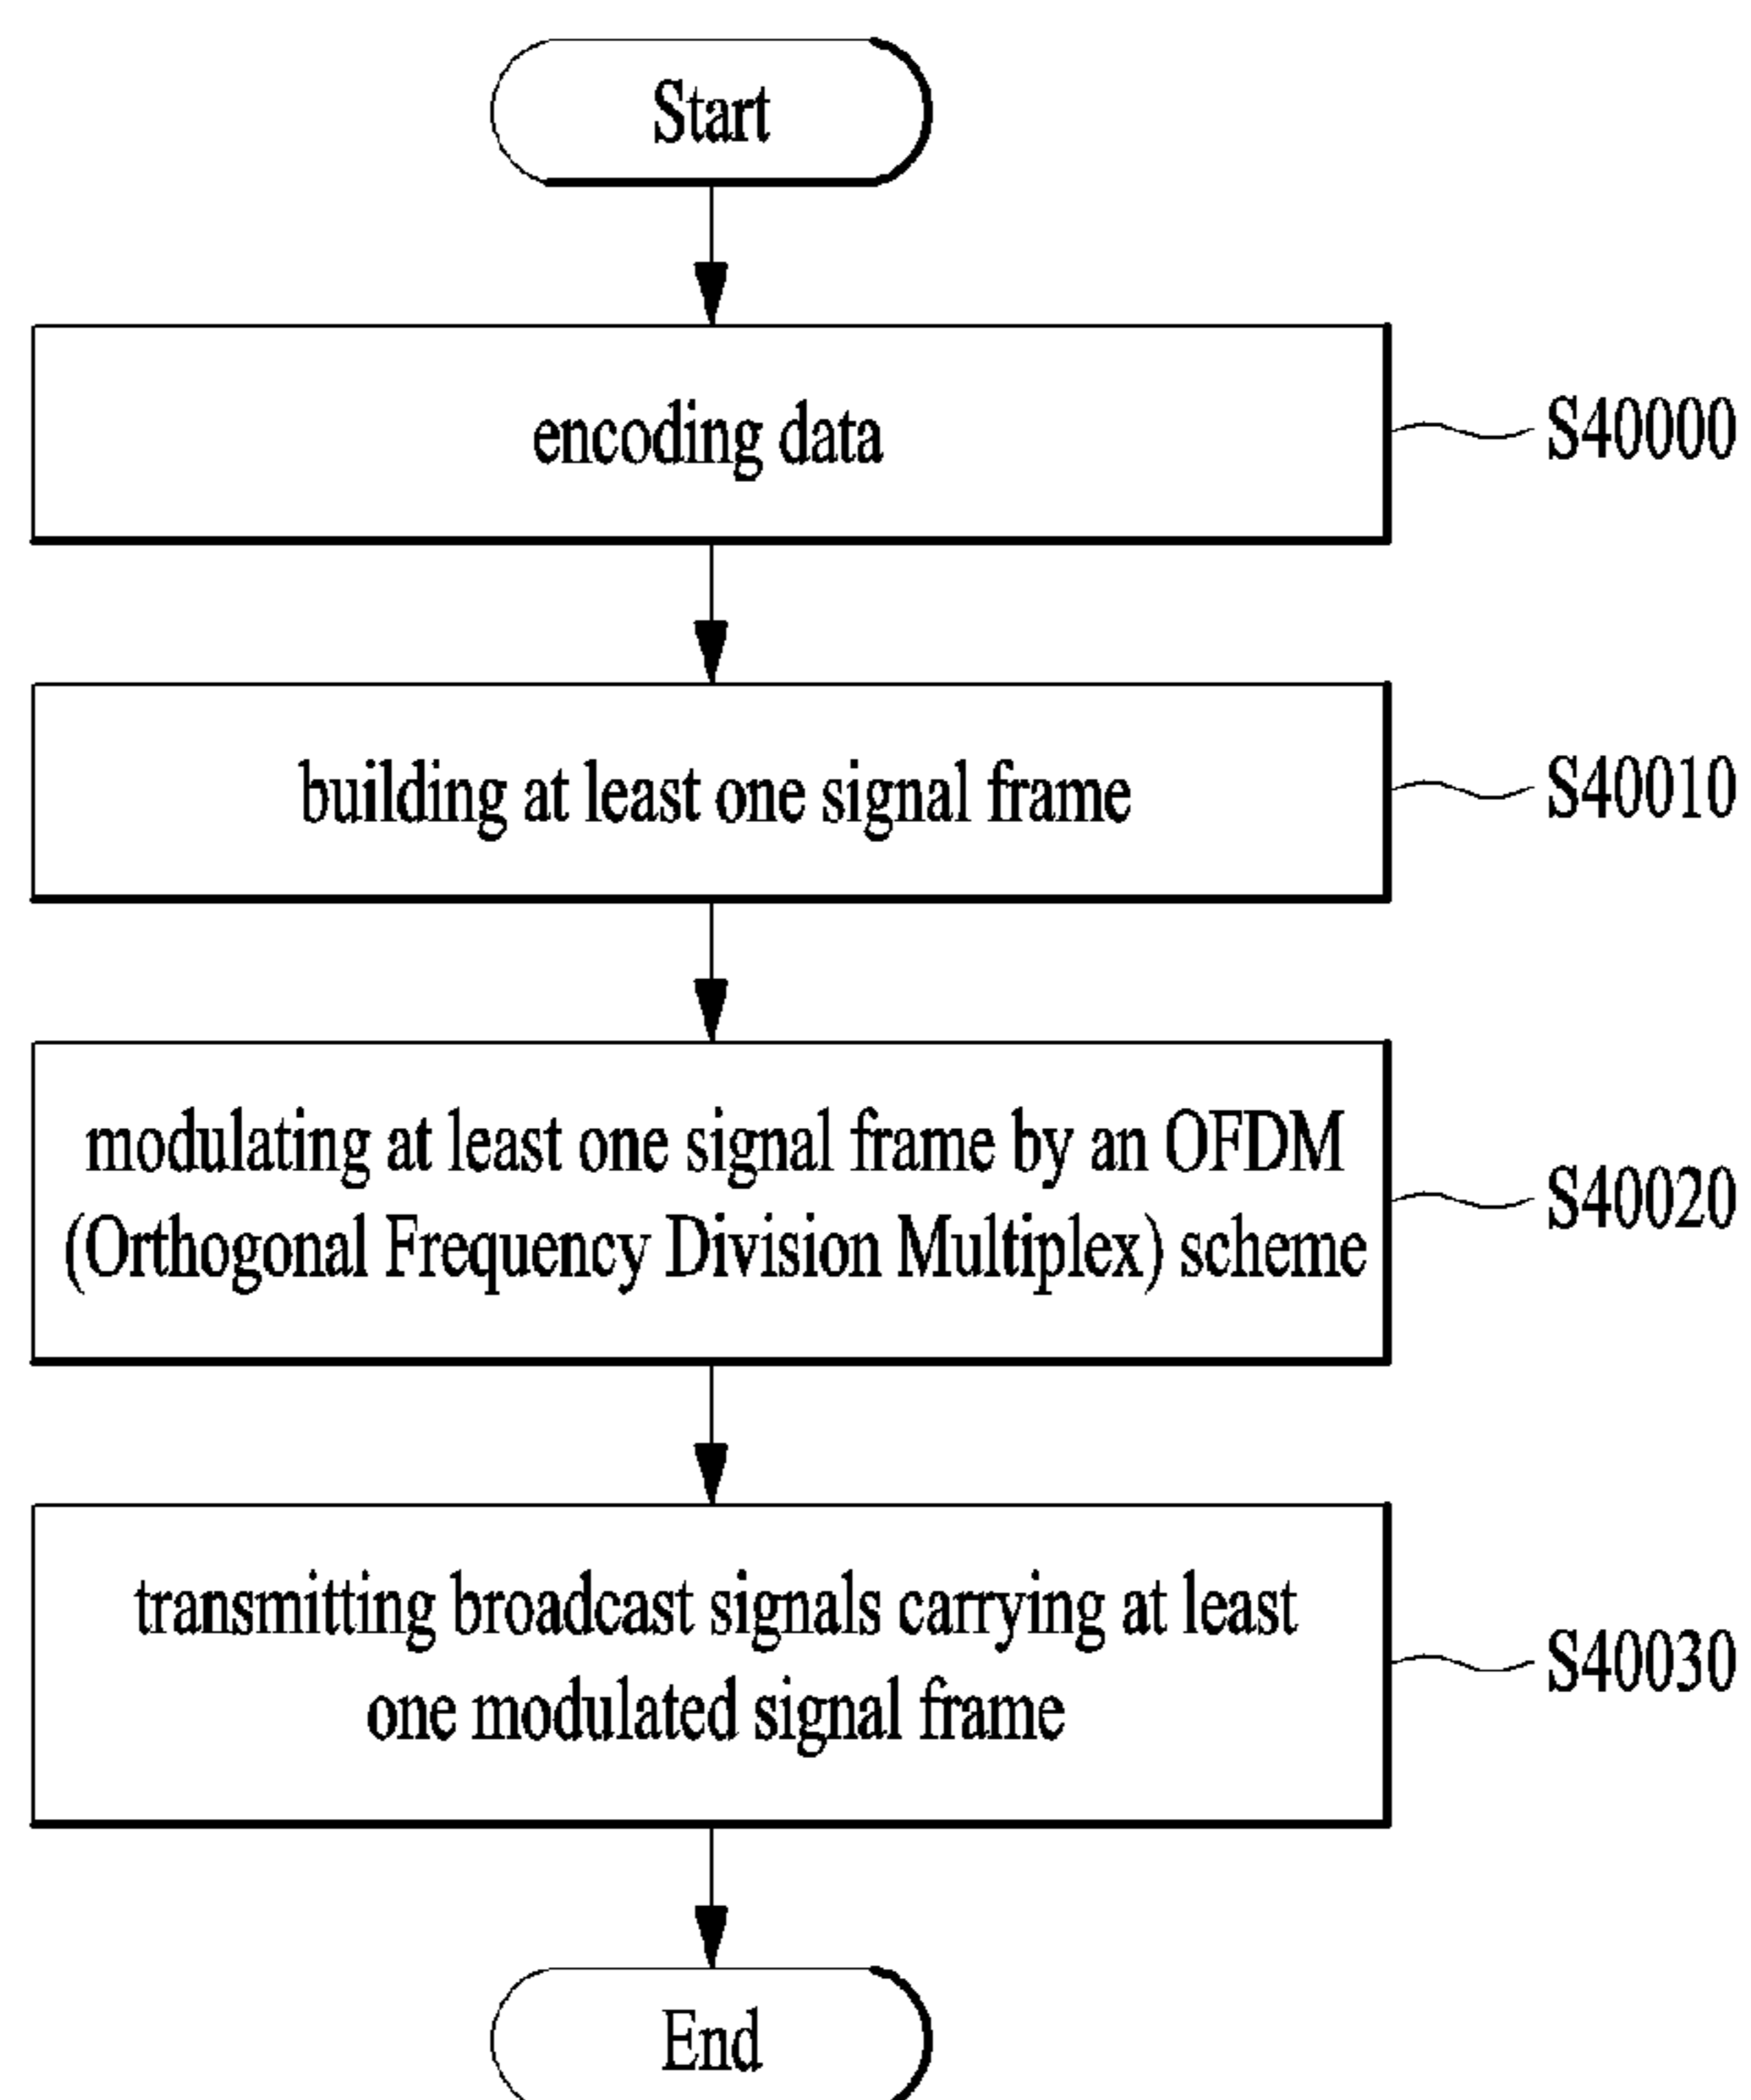 Start
encoding data
S40000
building at least one signal frame
S40010
modulating at least one signal frame by an OFDM
(Orthogonal Frequency Division Multiplex) scheme
S40020
transmitting broadcast signals carrying at least
one modulated signal frame
S40030
End